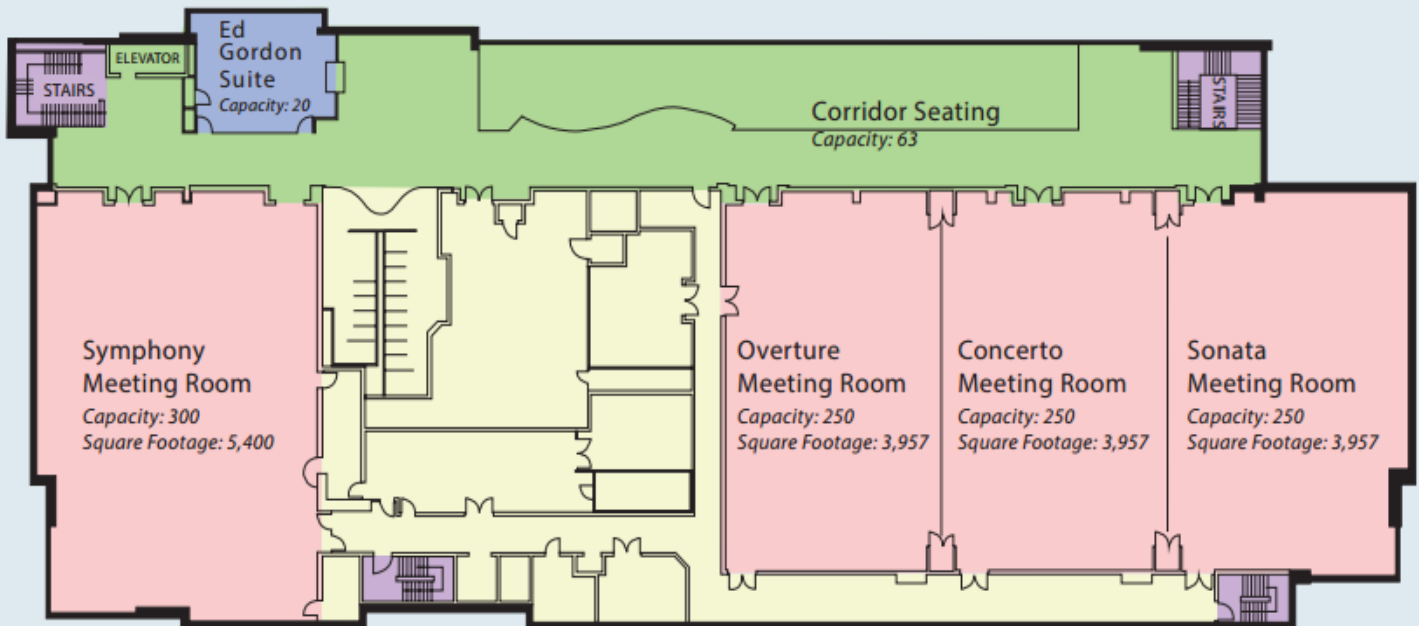 Ed
Gordon
Suite
Capacity: 20
ELEVATOR
STAIRS
Corridor Seating
Capacity: 63
STAIRS
Symphony
Meeting Room
Capacity: 300
Square Footage: 5,400
Overture
Meeting Room
Capacity: 250
Square Footage: 3,957
Concerto
Meeting Room
Capacity: 250
Square Footage: 3,957
Sonata
Meeting Room
Capacity: 250
Square Footage: 3,957